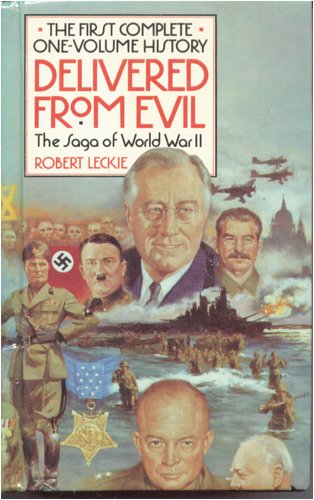 • THE FIRST COMPLETE •
ONE-VOLUME HISTORY
DELIVERED
FROM EVIL
The Saga of World War II
ROBERT LECKIE